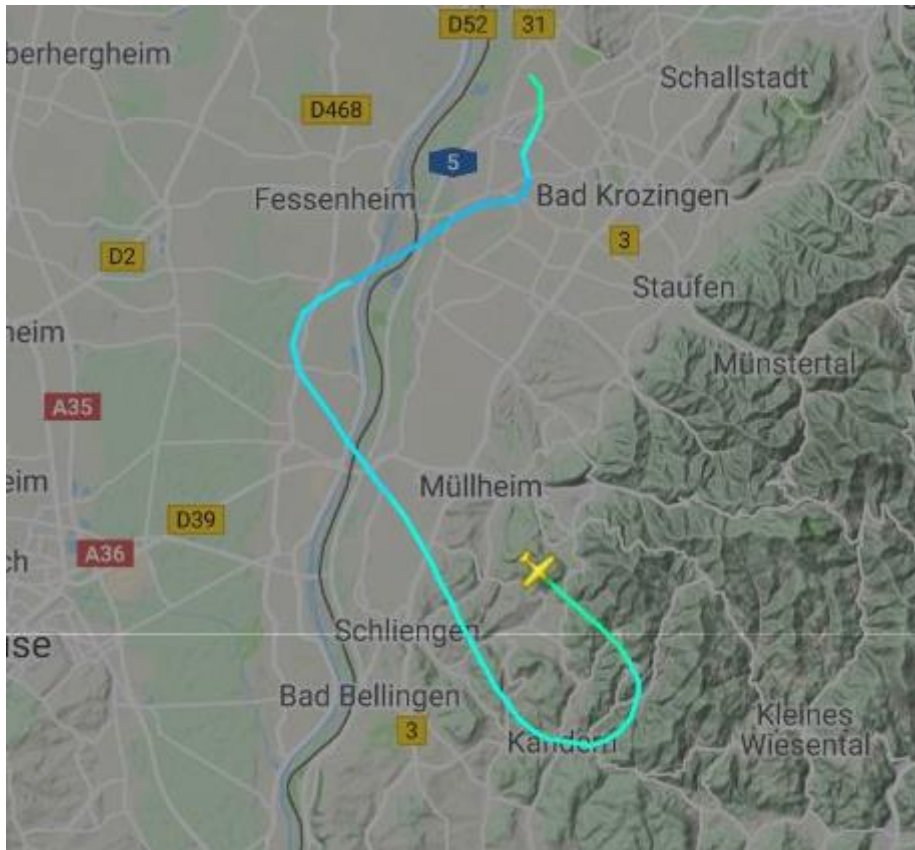 D52
31
berhergheim
Schallstadt
D468
5
Fessenheim
Bad Krozingen
3
D2
Staufen
heim
Münstertal
A35
Müllheim
eim
D39
ch
A36
Schliengen
use
Bad Bellingen
3
Kandern
Kleines
Wiesental